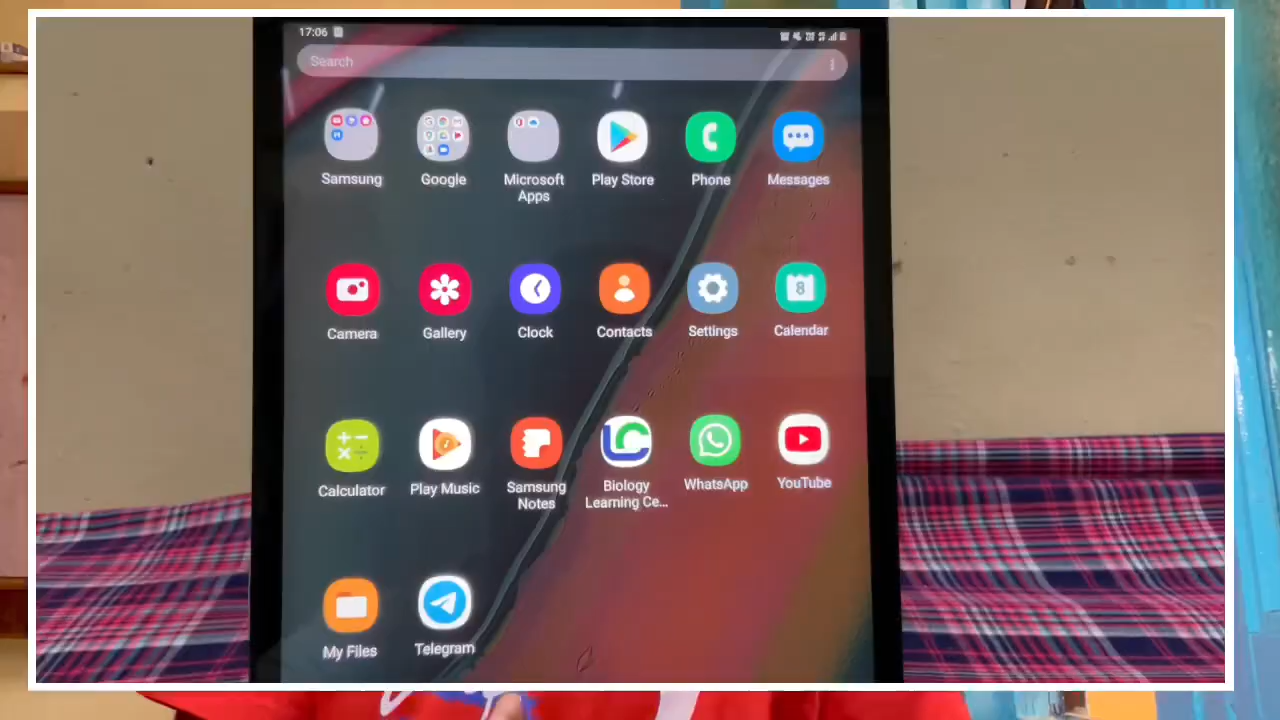 17:06
Search
Samsung
Google
Microsoft
Apps
Play Store
Phone
Messages
Camera
Gallery
Clock
Contacts
Settings
8
Calendar
Calculator
Play Music
Samsung
Notes
Biology
Learning Ce...
WhatsApp
YouTube
My Files
Telegram